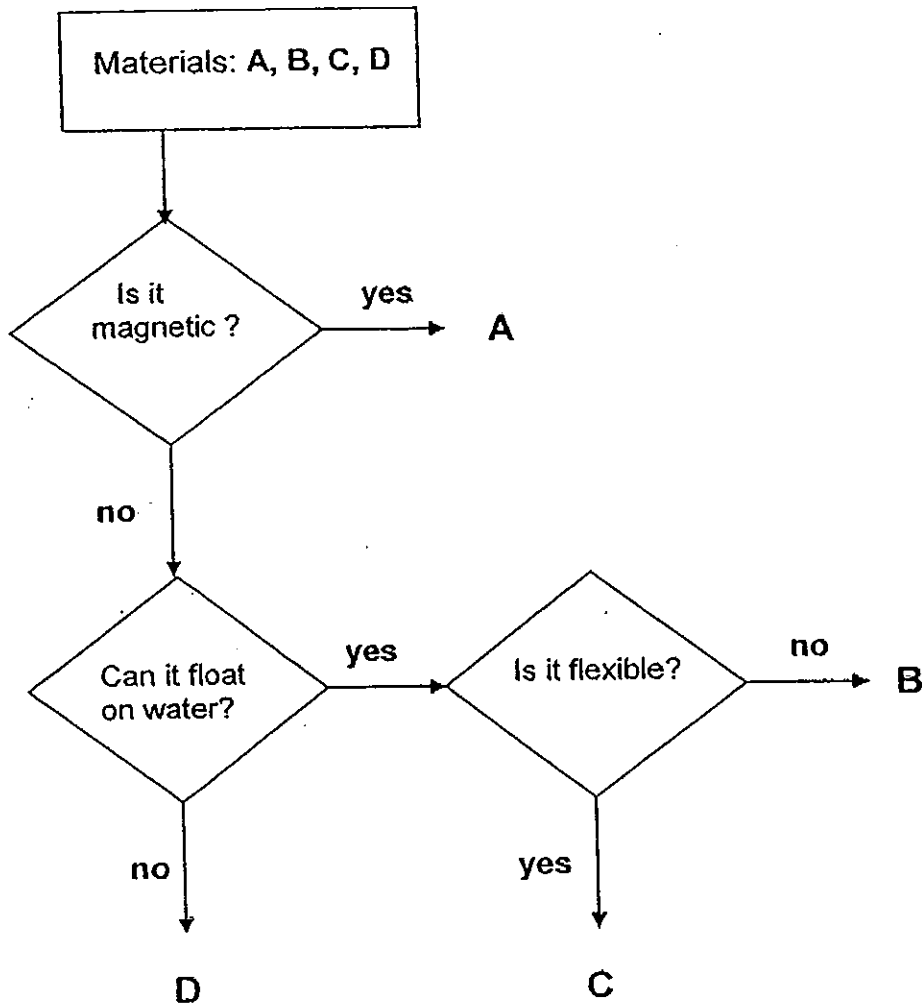 Materials: A, B, C, D
Is it
magnetic ?
yes
A
no
Can it float
on water?
yes
Is it flexible?
no
B
no
D
yes
C